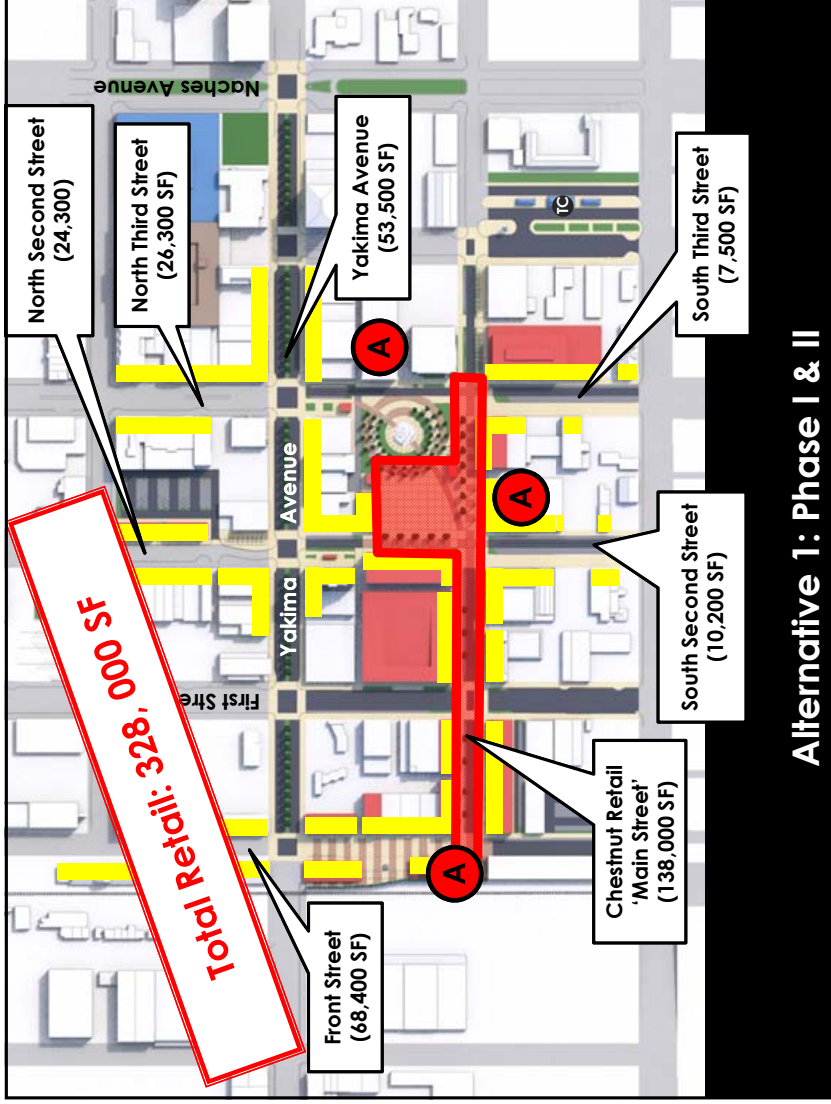 North Second Street
(24,300)
North Third Street
(26,300 SF)
Total Retail: 328, 000 SF
Naches Avenue
First Stre
Yakima Avenue
Yakima Avenue
(53,500 SF)
Front Street
(68,400 SF)
A
A
A
TC
Chestnut Retail
‘Main Street’
(138,000 SF)
South Second Street
(10,200 SF)
South Third Street
(7,500 SF)
Alternative 1: Phase I & II